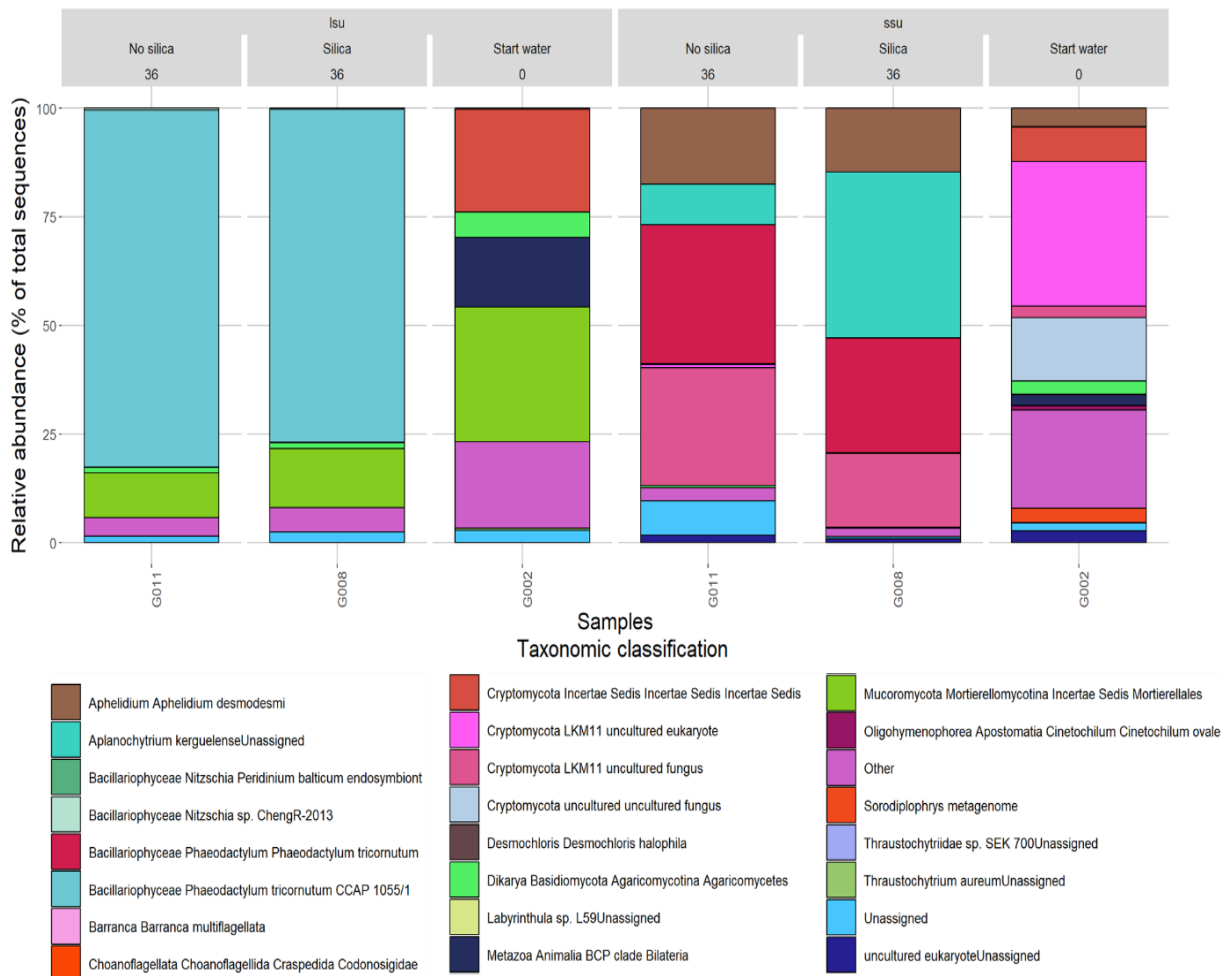 lsu
ssu
No silica
Silica
Start water
No silica
Silica
Start water
36
36
0
36
36
0
Relative abundance (% of total sequences)
100
75
50
25
0
G011
G008
G002
G011
G008
G002
Samples
Taxonomic classification
Aphelidium Aphelidium desmodesmi
Aplanochytrium kerguelenseUnassigned
Bacillariophyceae Nitzschia Peridinium balticum endosymbiont
Bacillariophyceae Nitzschia sp. ChengR-2013
Bacillariophyceae Phaeodactylum Phaeodactylum tricornutum
Bacillariophyceae Phaeodactylum tricornutum CCAP 1055/1
Barranca Barranca multiflagellata
Choanoflagellata Choanoflagellida Craspedida Codonosigidae
Cryptomycota Incertae Sedis Incertae Sedis Incertae Sedis
Cryptomycota LKM11 uncultured eukaryote
Cryptomycota LKM11 uncultured fungus
Cryptomycota uncultured uncultured fungus
Desmochloris Desmochloris halophila
Dikarya Basidiomycota Agaricomycotina Agaricomycetes
Labyrinthula sp. L59Unassigned
Metazoa Animalia BCP clade Bilateria
Mucoromycota Mortierellomycotina Incertae Sedis Mortierellales
Oligohymenophorea Apostomatia Cinetochilum Cinetochilum ovale
Other
Sorodiplophrys metagenome
Thraustochytriidae sp. SEK 700Unassigned
Thraustochytrium aureumUnassigned
Unassigned
uncultured eukaryoteUnassigned